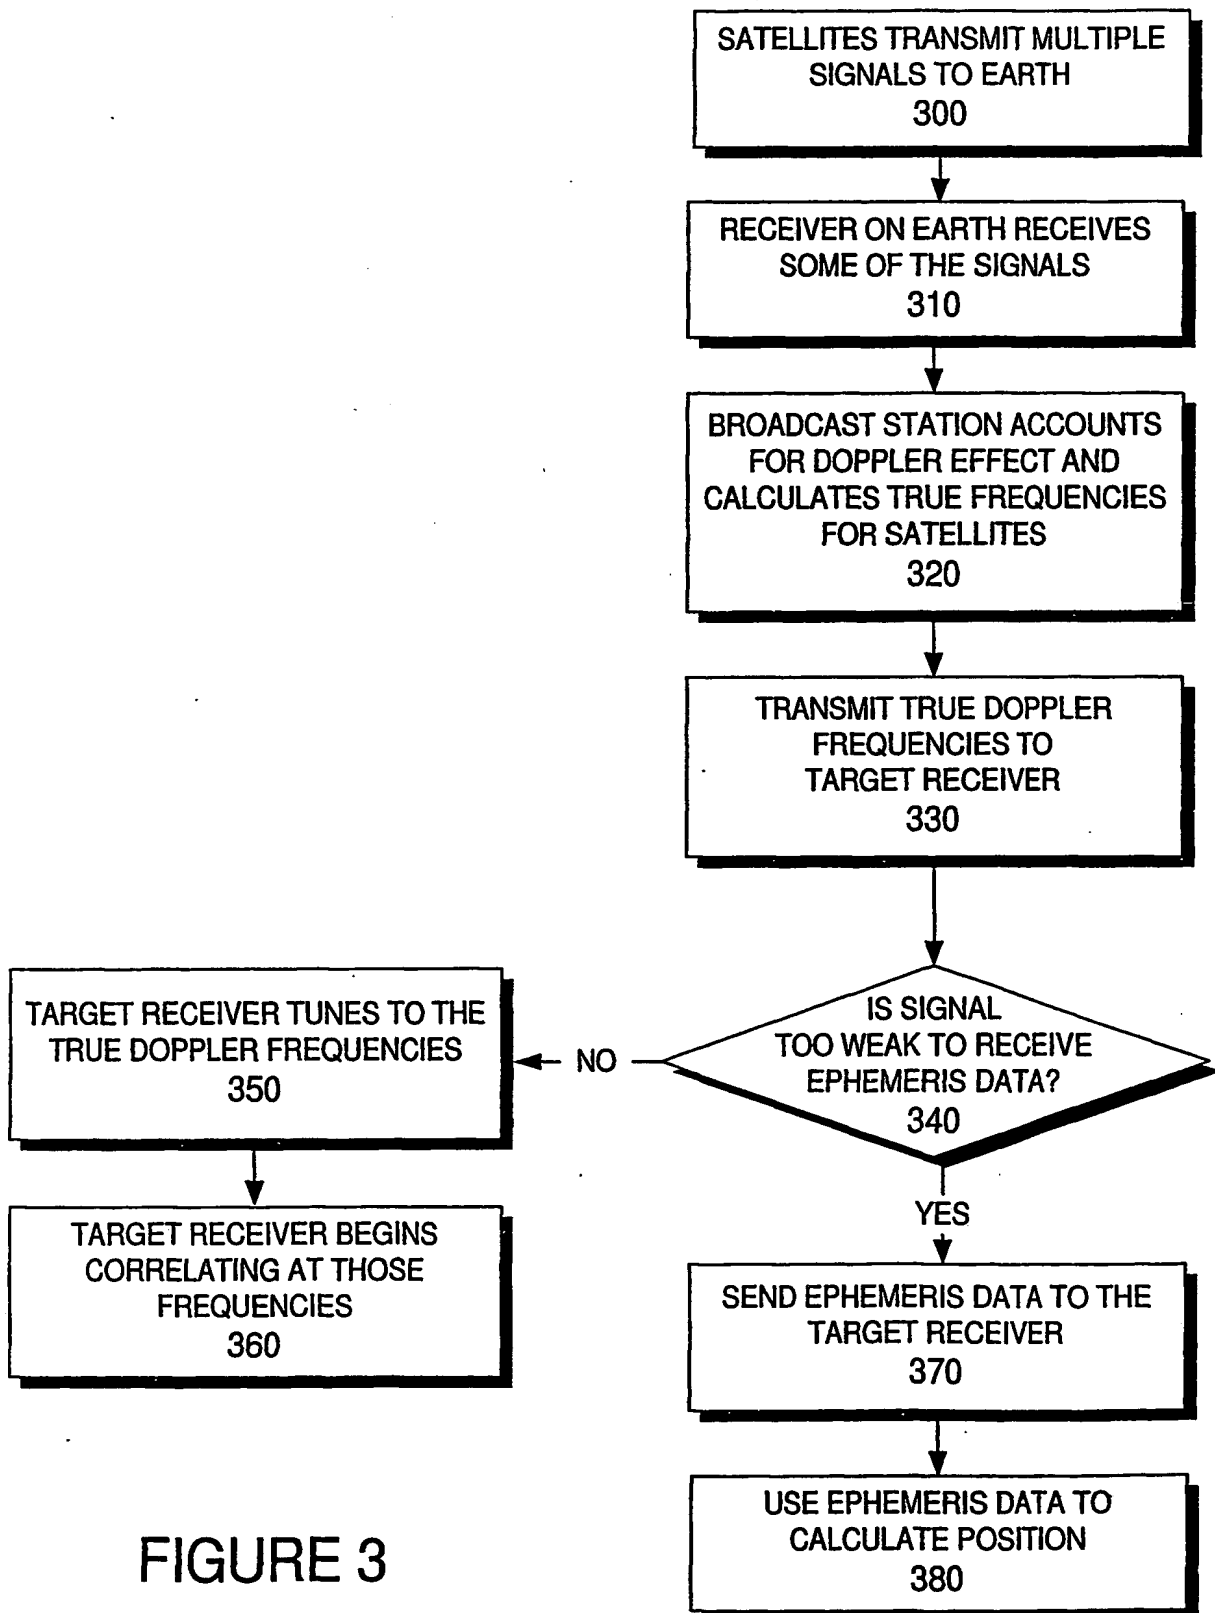 SATELLITES TRANSMIT MULTIPLE
SIGNALS TO EARTH
300
RECEIVER ON EARTH RECEIVES
SOME OF THE SIGNALS
310
BROADCAST STATION ACCOUNTS
FOR DOPPLER EFFECT AND
CALCULATES TRUE FREQUENCIES
FOR SATELLITES
320
TRANSMIT TRUE DOPPLER
FREQUENCIES TO
TARGET RECEIVER
330
IS SIGNAL
TOO WEAK TO RECEIVE
EPHEMERIS DATA?
340
NO
TARGET RECEIVER TUNES TO THE
TRUE DOPPLER FREQUENCIES
350
TARGET RECEIVER BEGINS
CORRELATING AT THOSE
FREQUENCIES
360
YES
SEND EPHEMERIS DATA TO THE
TARGET RECEIVER
370
USE EPHEMERIS DATA TO
CALCULATE POSITION
380
FIGURE 3